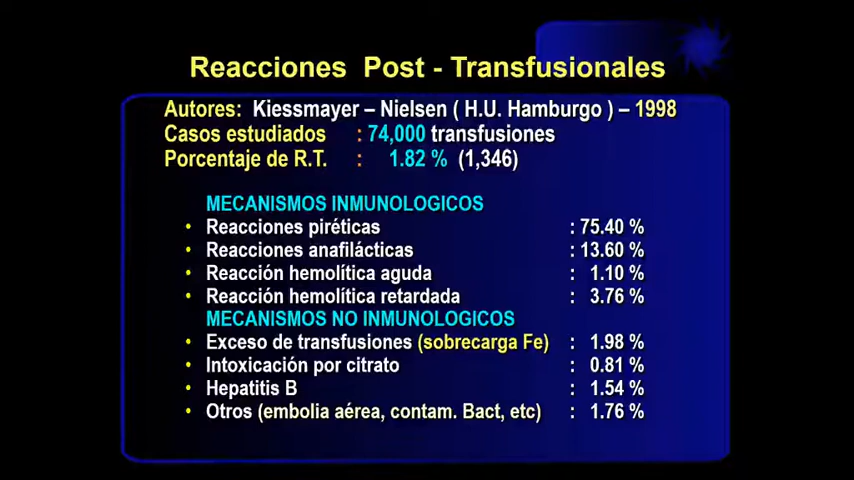 Reacciones Post - Transfusionales
Autores: Kiessmayer – Nielsen ( H.U. Hamburgo ) – 1998
Casos estudiados : 74,000 transfusiones
Porcentaje de R.T. : 1.82 % (1,346)
MECANISMOS INMUNOLOGICOS
• Reacciones piréticas : 75.40 %
• Reacciones anafilácticas : 13.60 %
• Reacción hemolítica aguda : 1.10 %
• Reacción hemolítica retardada : 3.76 %
MECANISMOS NO INMUNOLOGICOS
• Exceso de transfusiones (sobrecarga Fe) : 1.98 %
• Intoxicación por citrato : 0.81 %
• Hepatitis B : 1.54 %
• Otros (embolia aérea, contam. Bact, etc) : 1.76 %